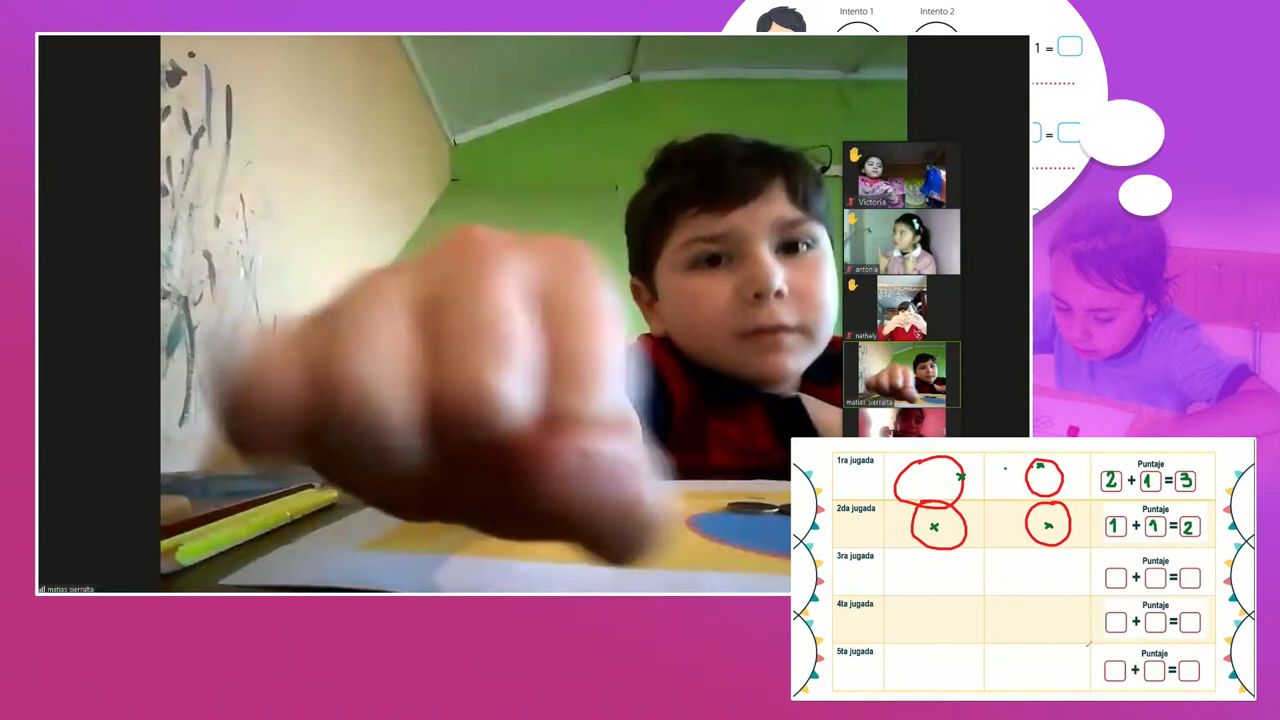 Intento 1 Intento 2
1 =
=
Victoria
antonia
nathaly
matias sierralta
matias sierralta
1ra jugada
Puntaje
2 + 1 = 3
2da jugada
Puntaje
1 + 1 = 2
3ra jugada
Puntaje
+ =
4ta jugada
Puntaje
+ =
5ta jugada
Puntaje
+ =